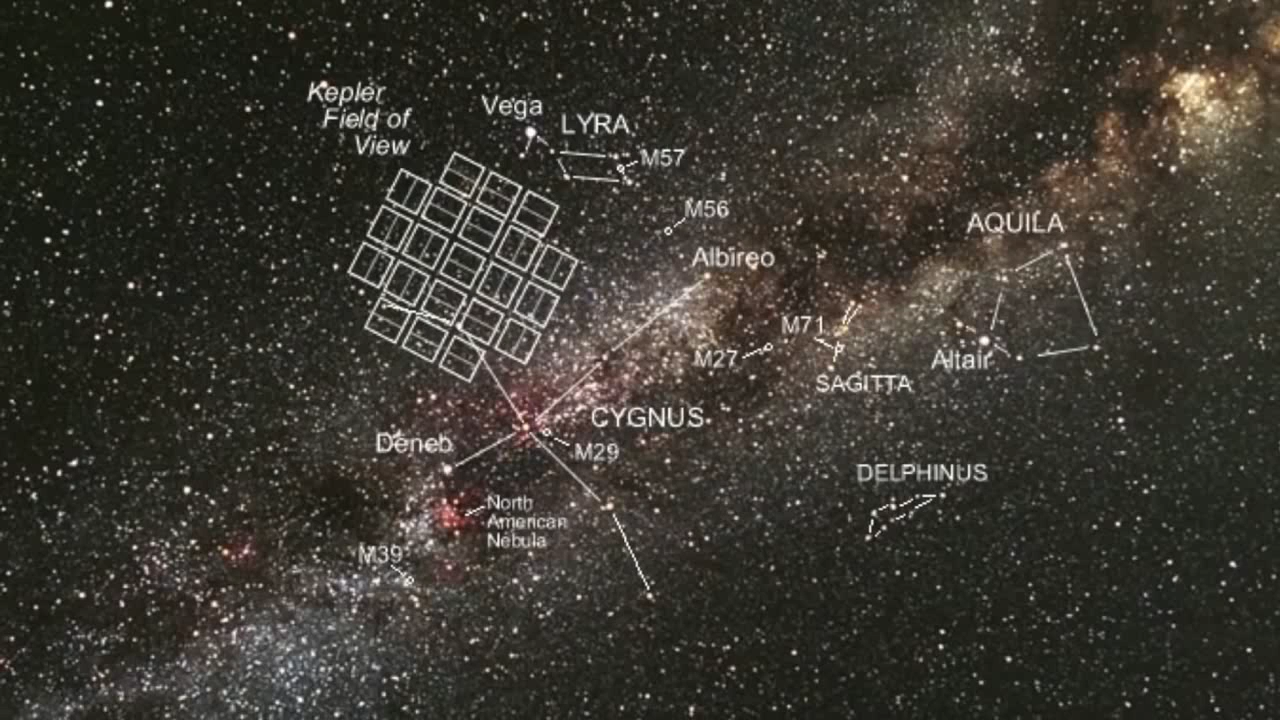 Kepler
Field of
View
Vega
LYRA
M57
M56
AQUILA
Albireo
M71
M27
Altair
SAGITTA
CYGNUS
Deneb
M29
DELPHINUS
North
American
Nebula
M39